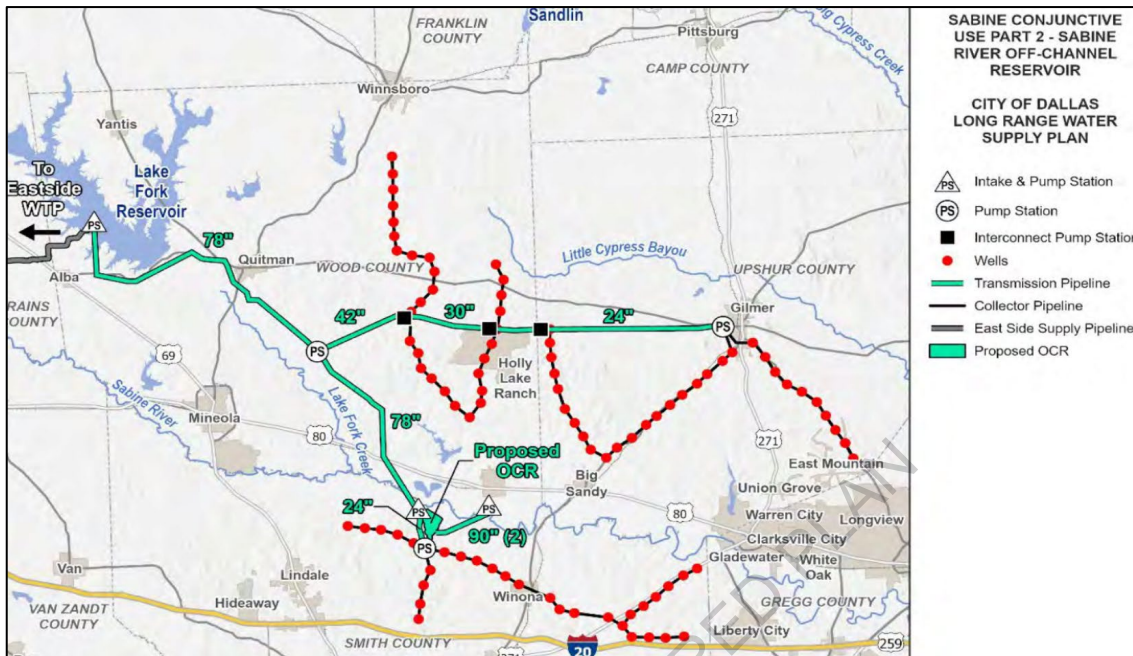 FRANKLIN
COUNTY
Sandlin
Pittsburg
Big Cypress Creek
CAMP COUNTY
Winnsboro
271
Yantis
To
Eastside
WTP
Lake
Fork
Reservoir
PS
78"
Quitman
WOOD COUNTY
Little Cypress Bayou
UPSHUR COUNTY
Alba
RAINS
COUNTY
42"
30"
24"
Gilmer
PS
PS
69
Holly
Lake
Ranch
Sabine River
Mineola
Lake Fork Creek
80
78"
Proposed
OCR
271
East Mountain
Big
Sandy
Union Grove
24"
PS
PS
90" (2)
80
Warren City
Longview
Clarksville City
PS
Gladewater
White
Oak
Van
Lindale
Hideaway
Winona
GREGG COUNTY
VAN ZANDT
COUNTY
SMITH COUNTY
Liberty City
20
271
259
SABINE CONJUNCTIVE
USE PART 2 - SABINE
RIVER OFF-CHANNEL
RESERVOIR
CITY OF DALLAS
LONG RANGE WATER
SUPPLY PLAN
PS Intake & Pump Station
PS Pump Station
Interconnect Pump Station
Wells
Transmission Pipeline
Collector Pipeline
East Side Supply Pipeline
Proposed OCR